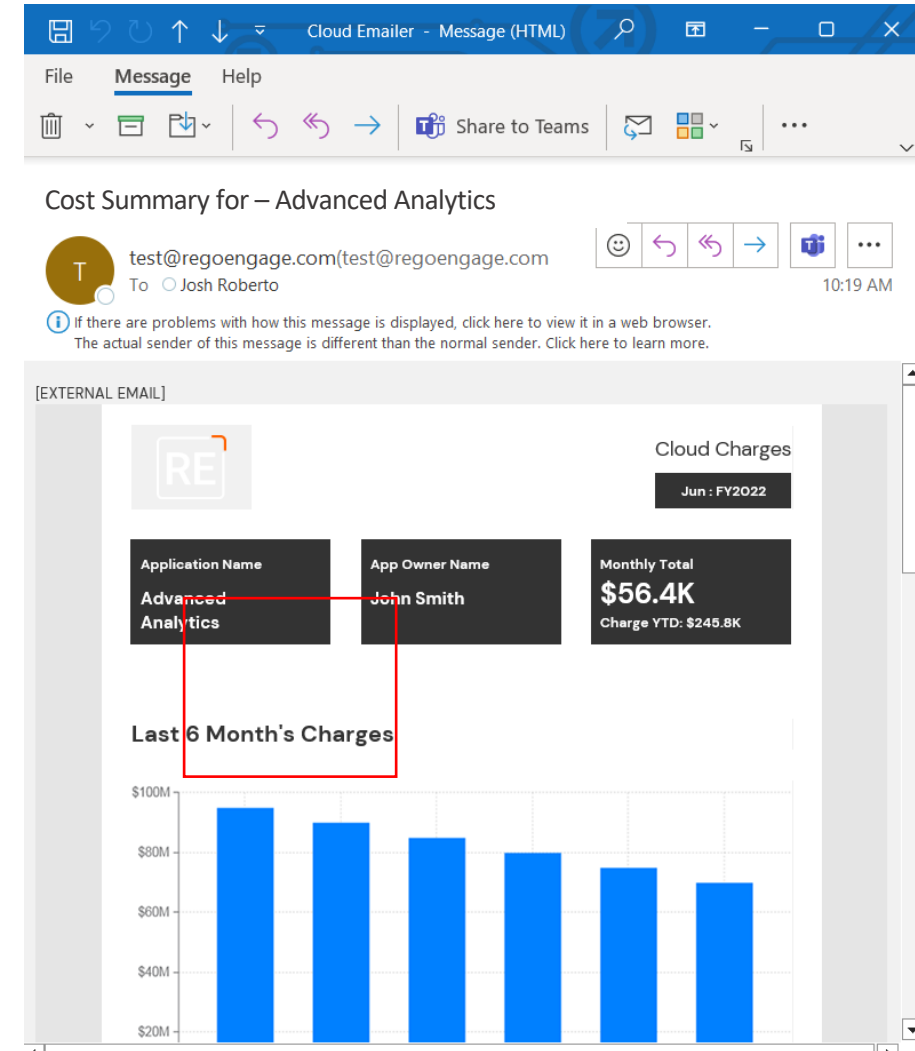 Cloud Emailer - Message (HTML)
File Message Help
Share to Teams
Cost Summary for – Advanced Analytics
T
test@regoengage.com(test@regoengage.com
To Josh Roberto
10:19 AM
If there are problems with how this message is displayed, click here to view it in a web browser.
The actual sender of this message is different than the normal sender. Click here to learn more.
[EXTERNAL EMAIL]
RE
Cloud Charges
Jun : FY2022
Application Name
Advanced
Analytics
App Owner Name
John Smith
Monthly Total
$56.4K
Charge YTD: $245.8K
Last 6 Month's Charges
$100M
$80M
$60M
$40M
$20M